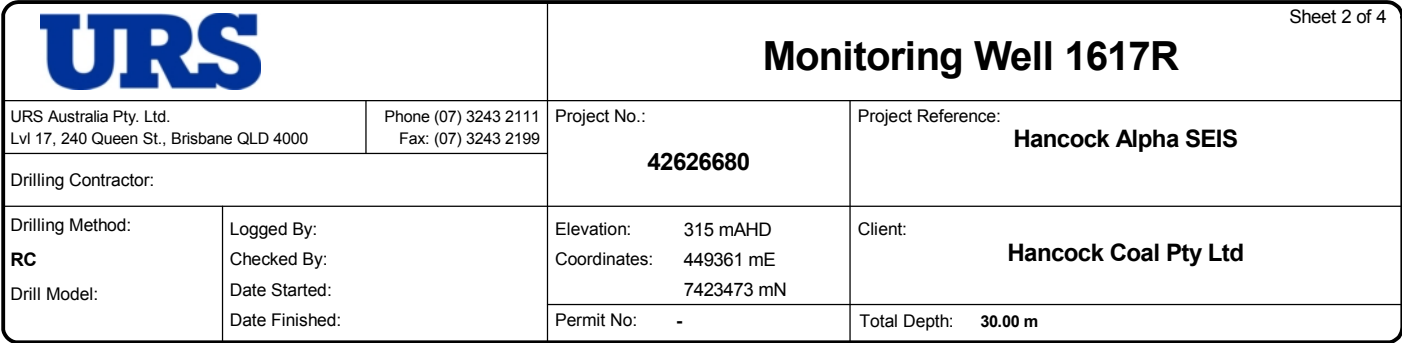 URS
Sheet 2 of 4
Monitoring Well 1617R
URS Australia Pty. Ltd.
Lvl 17, 240 Queen St., Brisbane QLD 4000
Phone (07) 3243 2111
Fax: (07) 3243 2199
Drilling Contractor:
Project No.:
42626680
Project Reference:
Hancock Alpha SEIS
Drilling Method:
RC
Drill Model:
Logged By:
Checked By:
Date Started:
Date Finished:
Elevation: 315 mAHD
Coordinates: 449361 mE
7423473 mN
Permit No: -
Client:
Hancock Coal Pty Ltd
Total Depth: 30.00 m